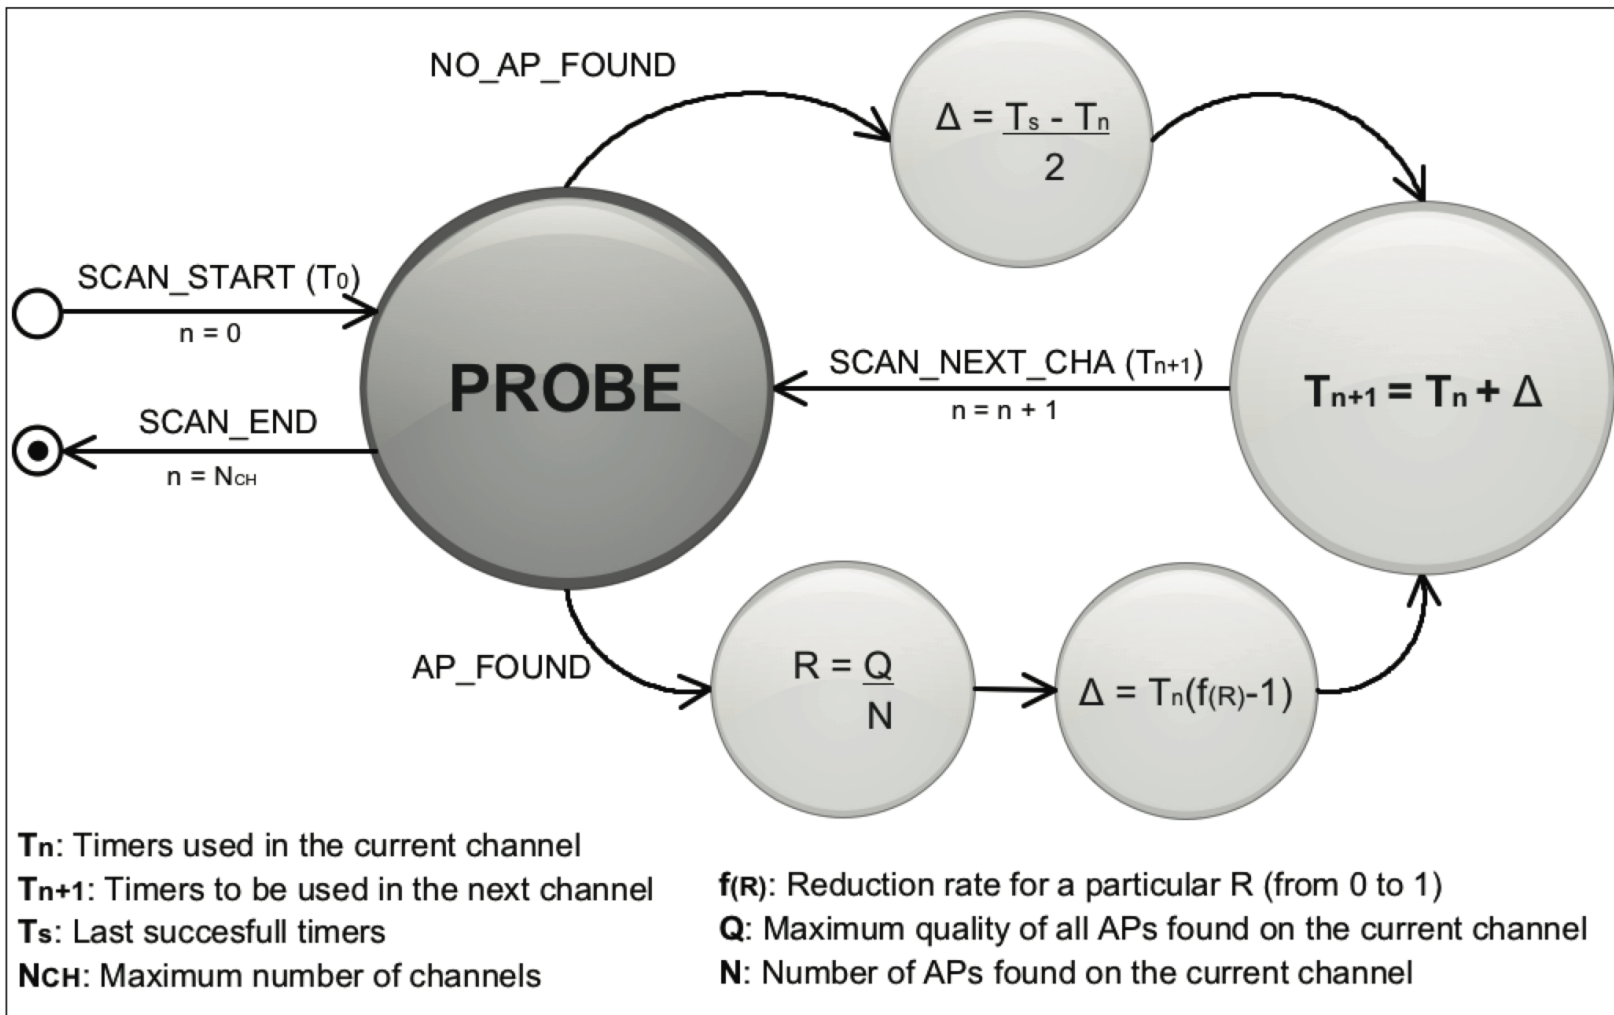 NO_AP_FOUND
Δ = Ts - Tn
2
SCAN_START (T0)
n = 0
PROBE
SCAN_NEXT_CHA (Tn+1)
n = n + 1
Tn+1 = Tn + Δ
SCAN_END
n = NCH
AP_FOUND
R = Q
N
Δ = Tn(f(R)-1)
Tn: Timers used in the current channel
Tn+1: Timers to be used in the next channel
Ts: Last succesfull timers
NCH: Maximum number of channels
f(R): Reduction rate for a particular R (from 0 to 1)
Q: Maximum quality of all APs found on the current channel
N: Number of APs found on the current channel